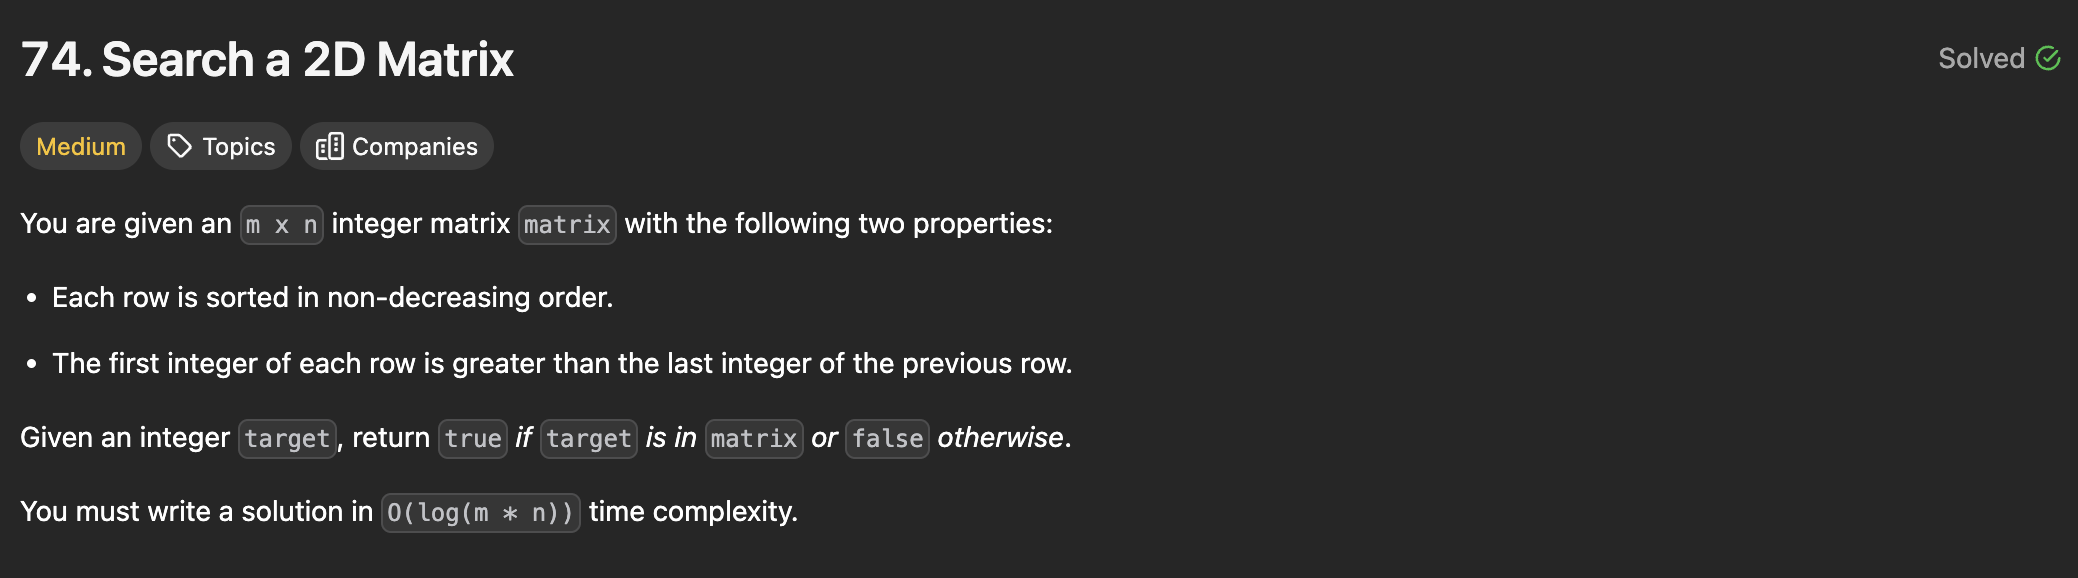 74. Search a 2D Matrix
Solved
Medium Topics Companies
You are given an m x n integer matrix matrix with the following two properties:
• Each row is sorted in non-decreasing order.
• The first integer of each row is greater than the last integer of the previous row.
Given an integer target, return true if target is in matrix or false otherwise.
You must write a solution in O(log(m * n)) time complexity.